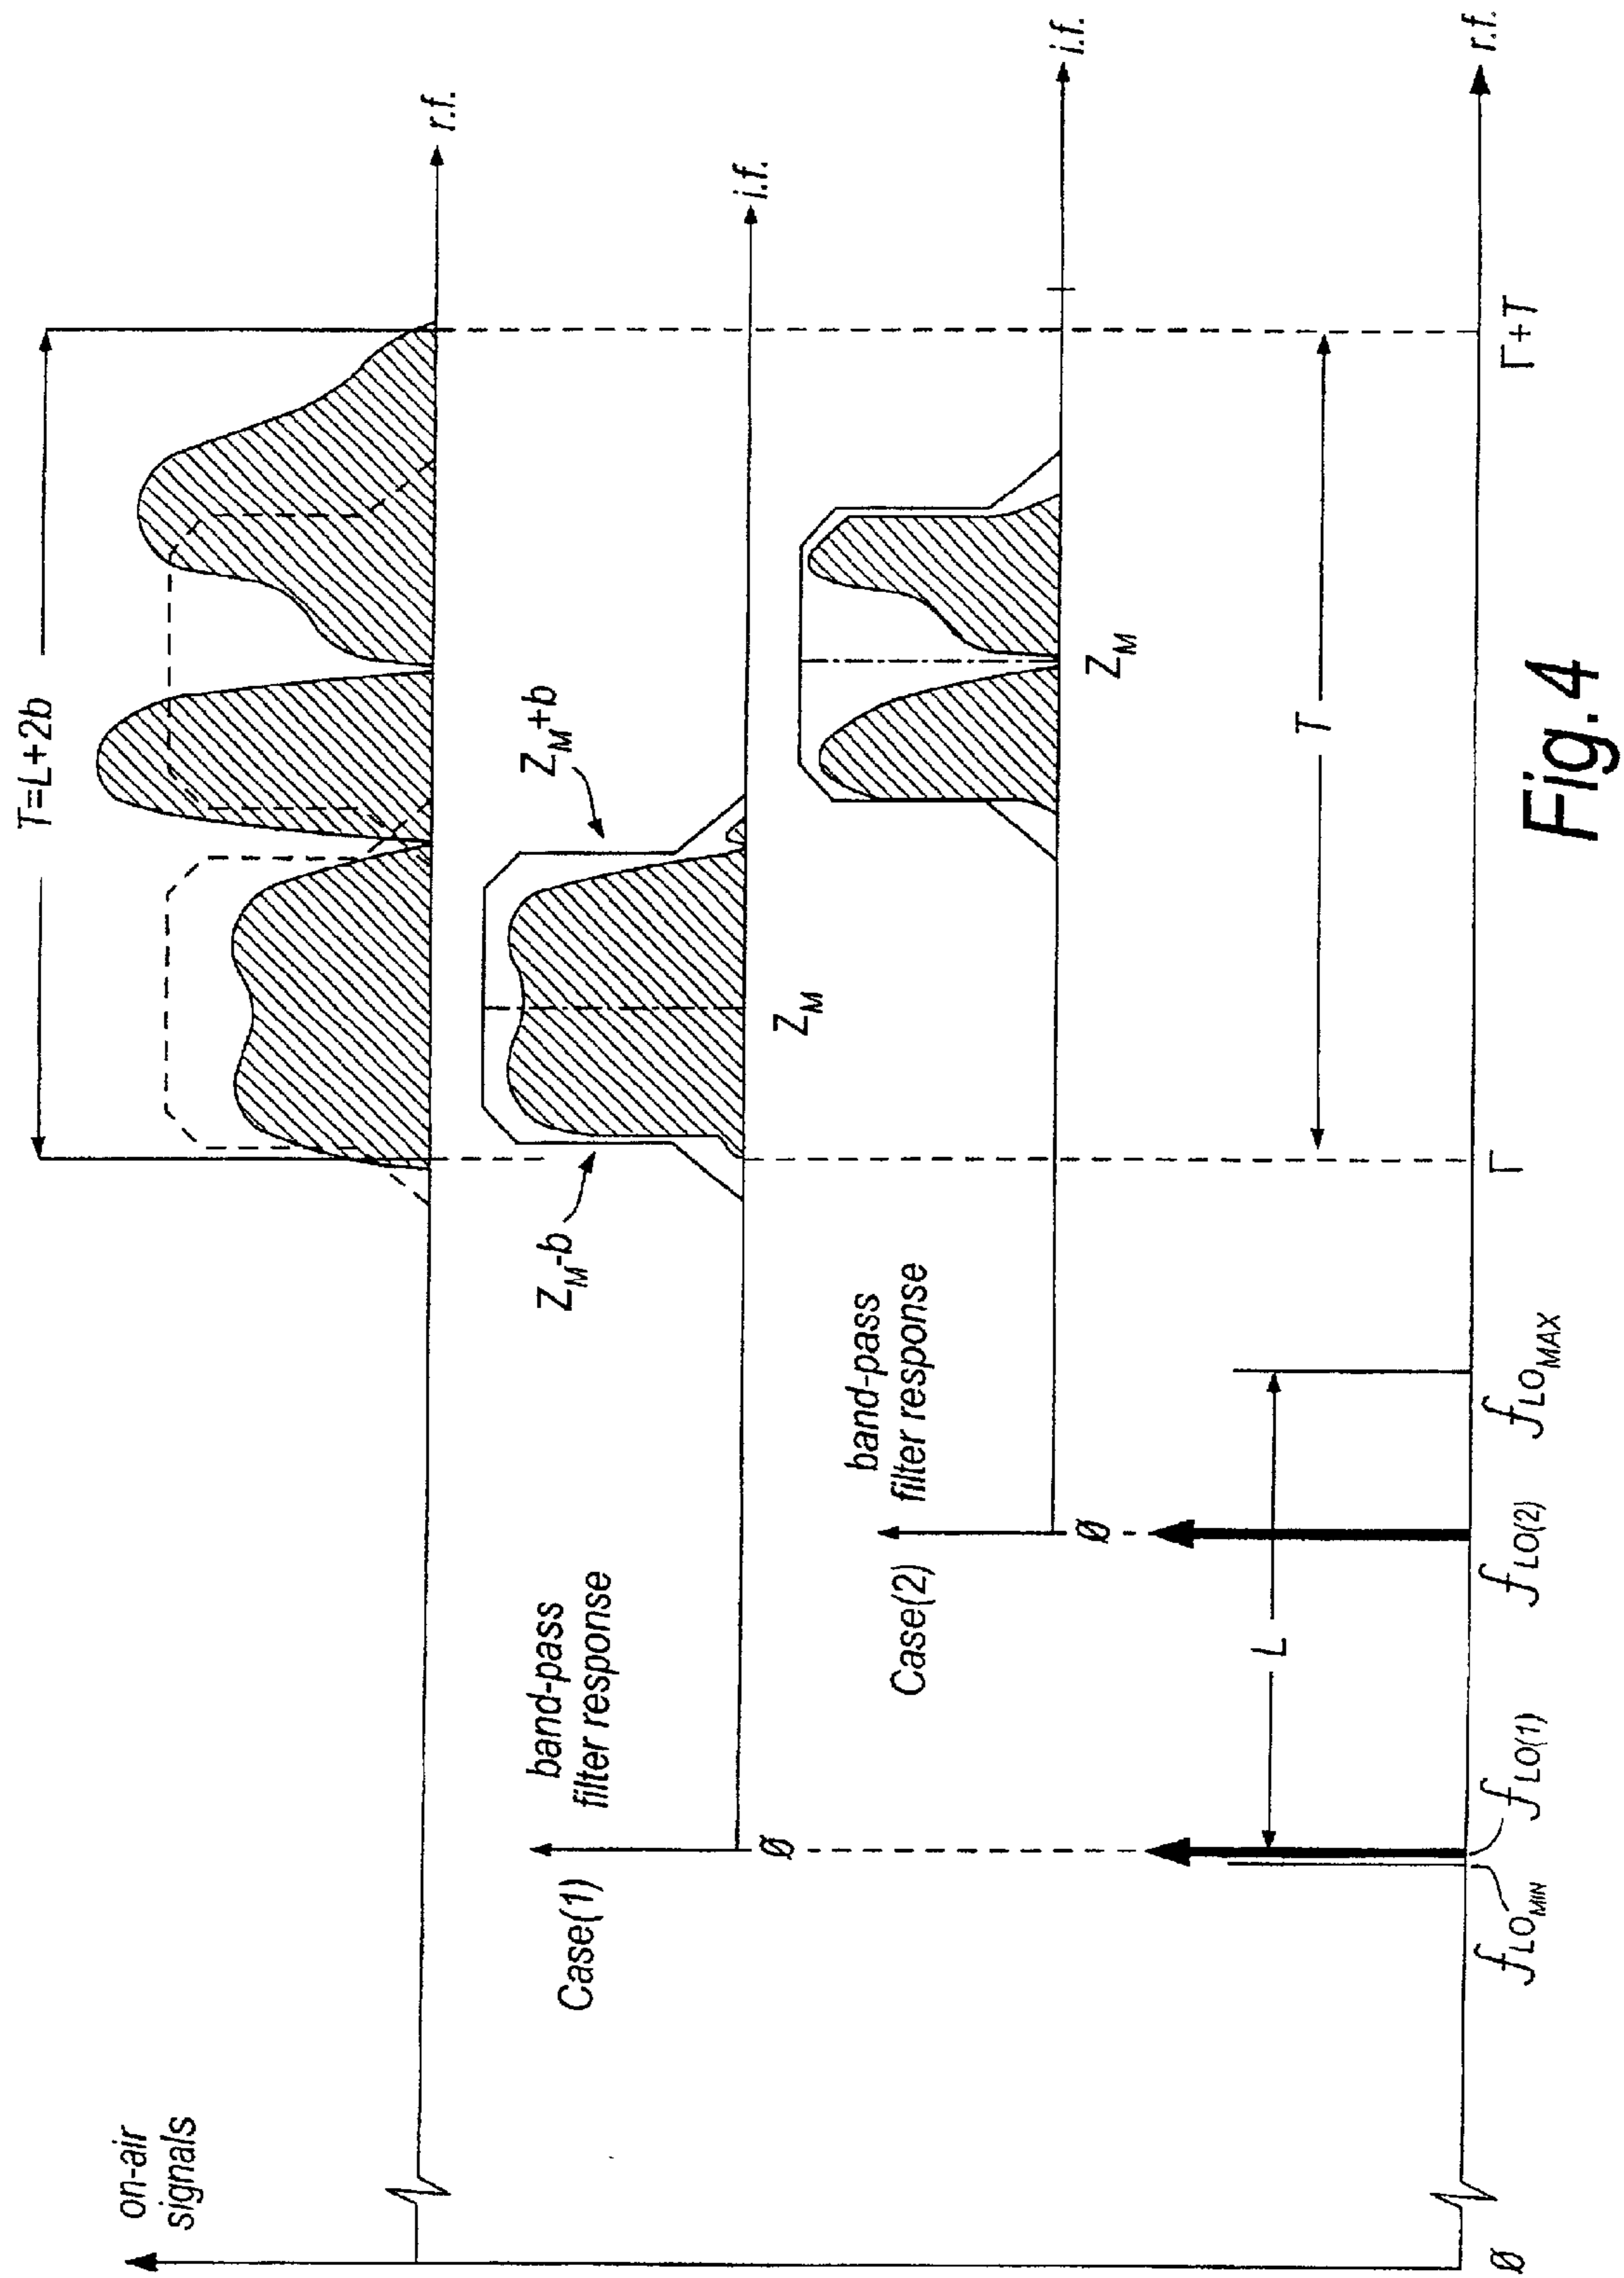 on-air
signals
T=L+2b
r.f.
Case(1)
band-pass
filter response
Z_M-b
Z_M+b
Z_M
i.f.
Ø
Case(2)
band-pass
filter response
Z_M
i.f.
Ø
L
T
Ø
f_LO_MIN
f_LO(1)
f_LO(2)
f_LO_MAX
Γ
Γ+T
r.f.
Fig.4